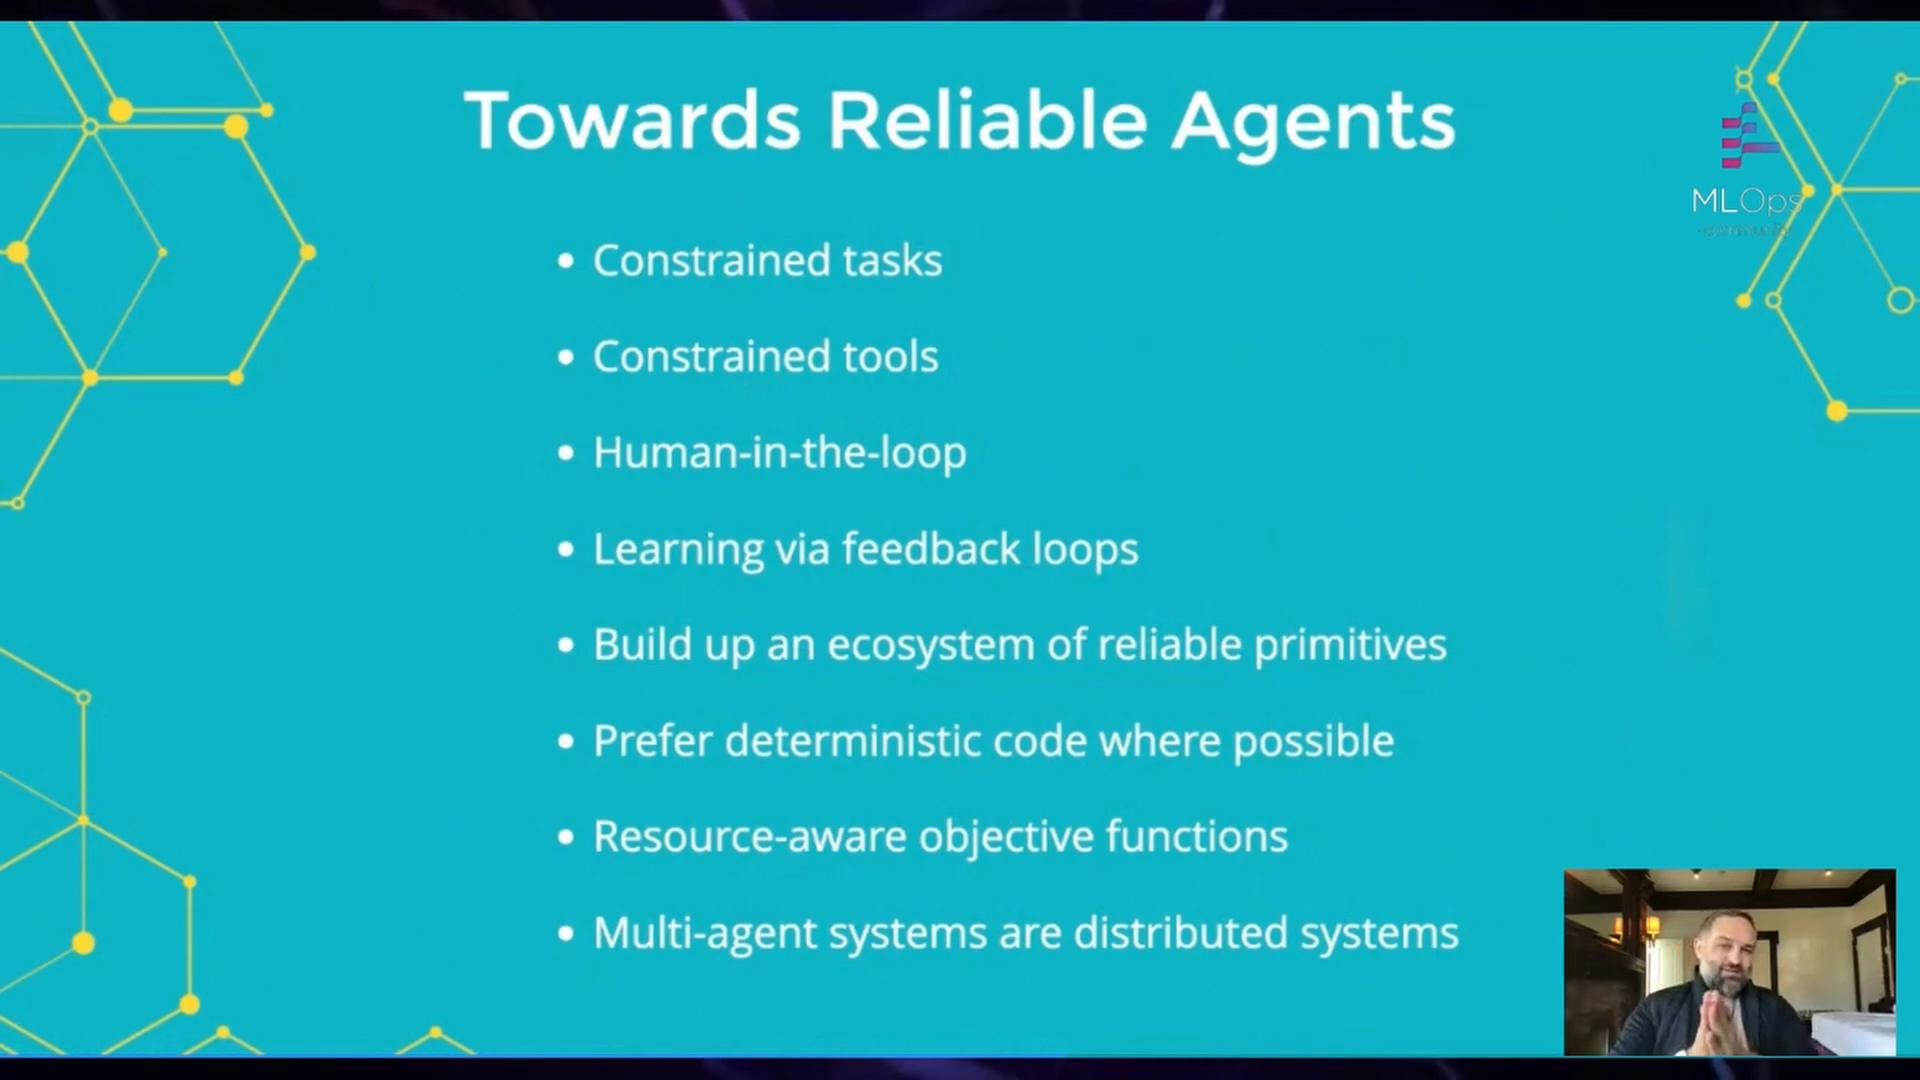 Towards Reliable Agents
MLOps
community
• Constrained tasks
• Constrained tools
• Human-in-the-loop
• Learning via feedback loops
• Build up an ecosystem of reliable primitives
• Prefer deterministic code where possible
• Resource-aware objective functions
• Multi-agent systems are distributed systems